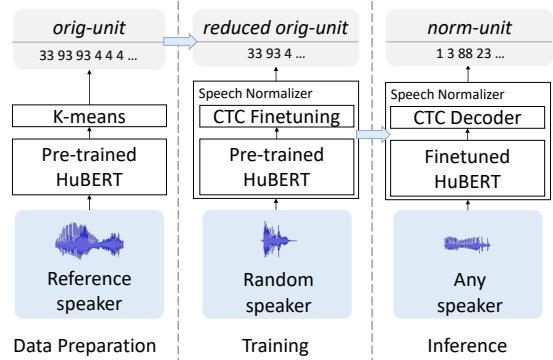 orig-unit
33 93 93 4 4 4 ...
K-means
Pre-trained
HuBERT
Reference
speaker
Data Preparation
reduced orig-unit
33 93 4 ...
Speech Normalizer
CTC Finetuning
Pre-trained
HuBERT
Random
speaker
Training
norm-unit
1 3 88 23 ...
Speech Normalizer
CTC Decoder
Finetuned
HuBERT
Any
speaker
Inference